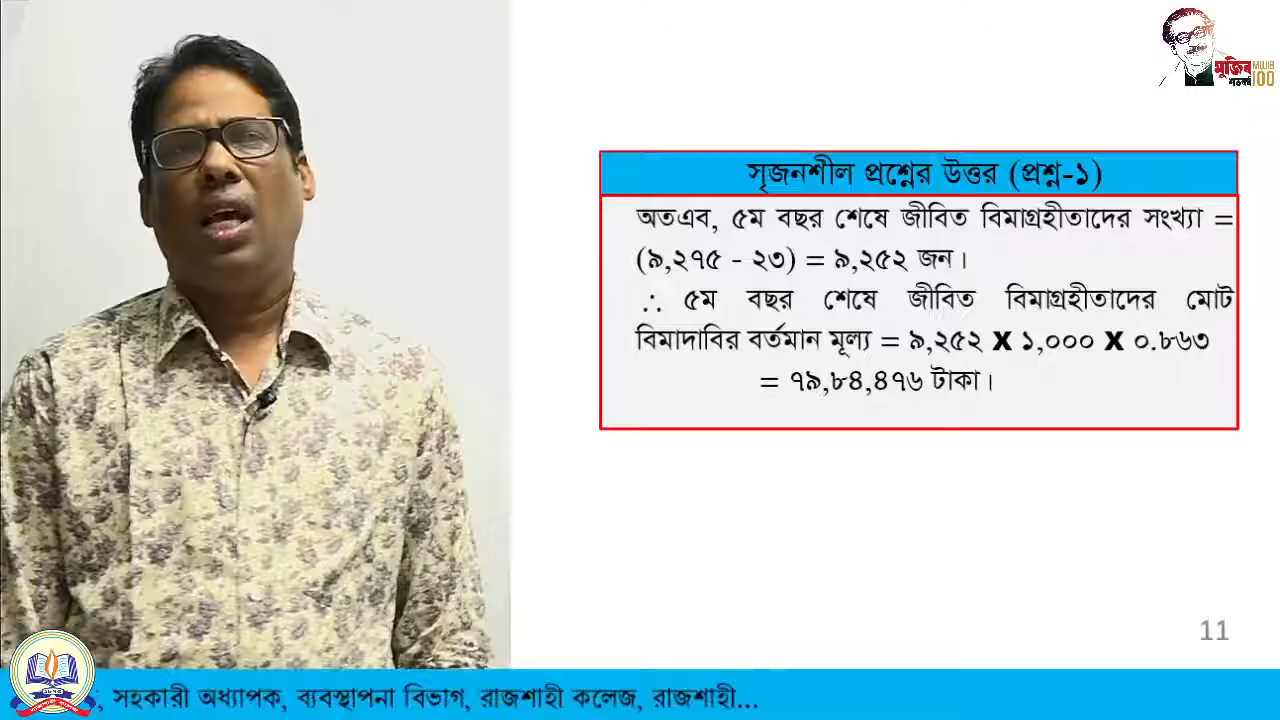 মুজিব
শতবর্ষ
MUJIB
100
সৃজনশীল প্রশ্নের উত্তর (প্রশ্ন-১)
অতএব, ৫ম বছর শেষে জীবিত বিমাগ্রহীতাদের সংখ্যা =
(৯,২৭৫ - ২৩) = ৯,২৫২ জন।
∴ ৫ম বছর শেষে জীবিত বিমাগ্রহীতাদের মোট
বিমাদাবির বর্তমান মূল্য = ৯,২৫২ X ১,০০০ X ০.৮৬৩
= ৭৯,৮৪,৪৭৬ টাকা।
11
, সহকারী অধ্যাপক, ব্যবস্থাপনা বিভাগ, রাজশাহী কলেজ, রাজশাহী...